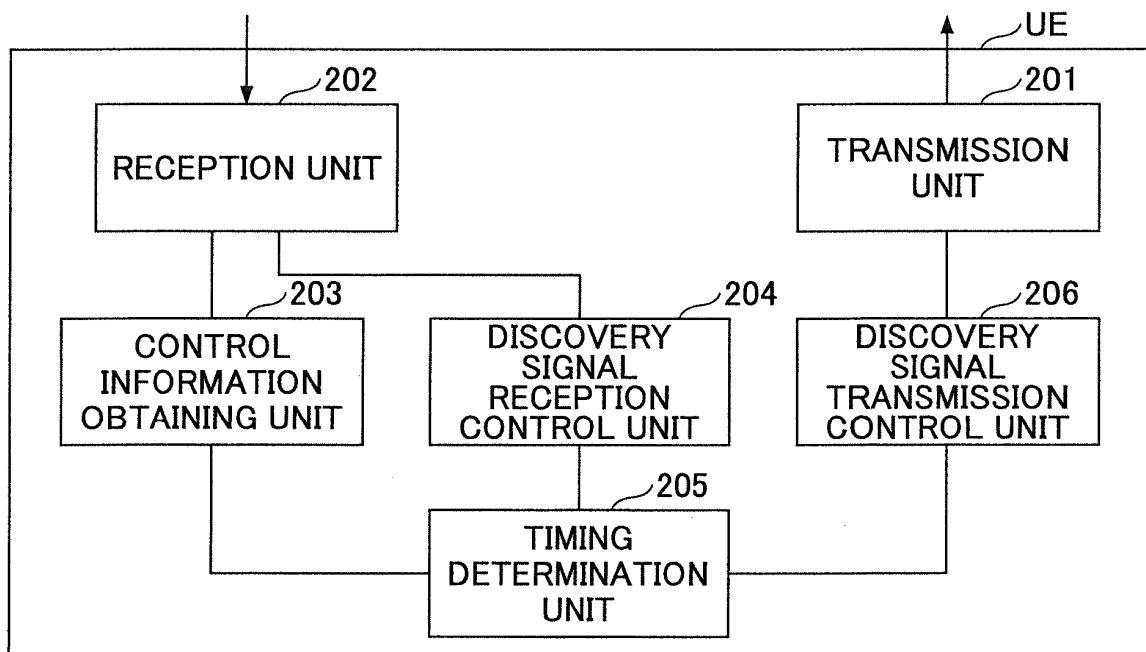 UE
202
201
RECEPTION UNIT
TRANSMISSION
UNIT
203
204
206
CONTROL
INFORMATION
OBTAINING UNIT
DISCOVERY
SIGNAL
RECEPTION
CONTROL UNIT
DISCOVERY
SIGNAL
TRANSMISSION
CONTROL UNIT
205
TIMING
DETERMINATION
UNIT